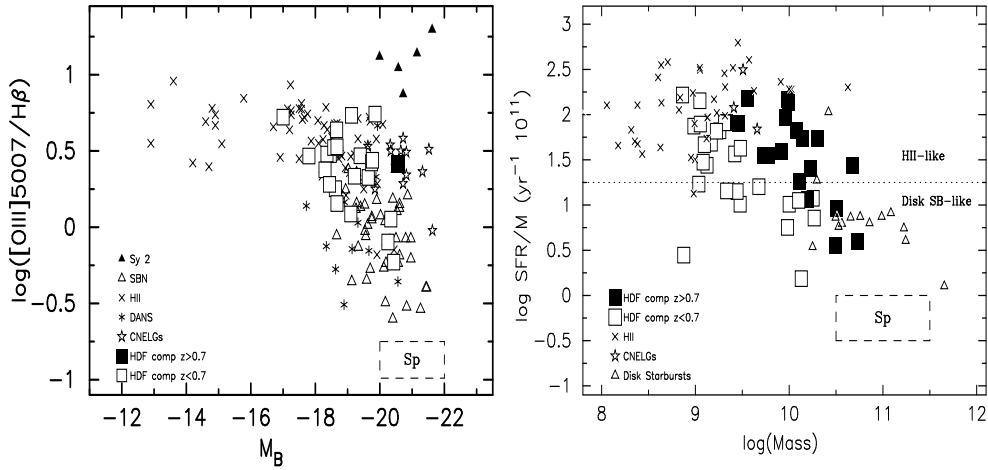 log([OIII]5007/Hβ)
1
0.5
0
−0.5
−1
−12 −14 −16 −18 −20 −22
M_B
Sy 2
SBN
HII
DANS
CNELGs
HDF comp z>0.7
HDF comp z<0.7
Sp
log SFR/M (yr⁻¹ 10¹¹)
3
2.5
2
1.5
1
0.5
0
−0.5
−1
8 9 10 11 12
log(Mass)
HII−like
Disk SB−like
HDF comp z>0.7
HDF comp z<0.7
HII
CNELGs
Disk Starbursts
Sp